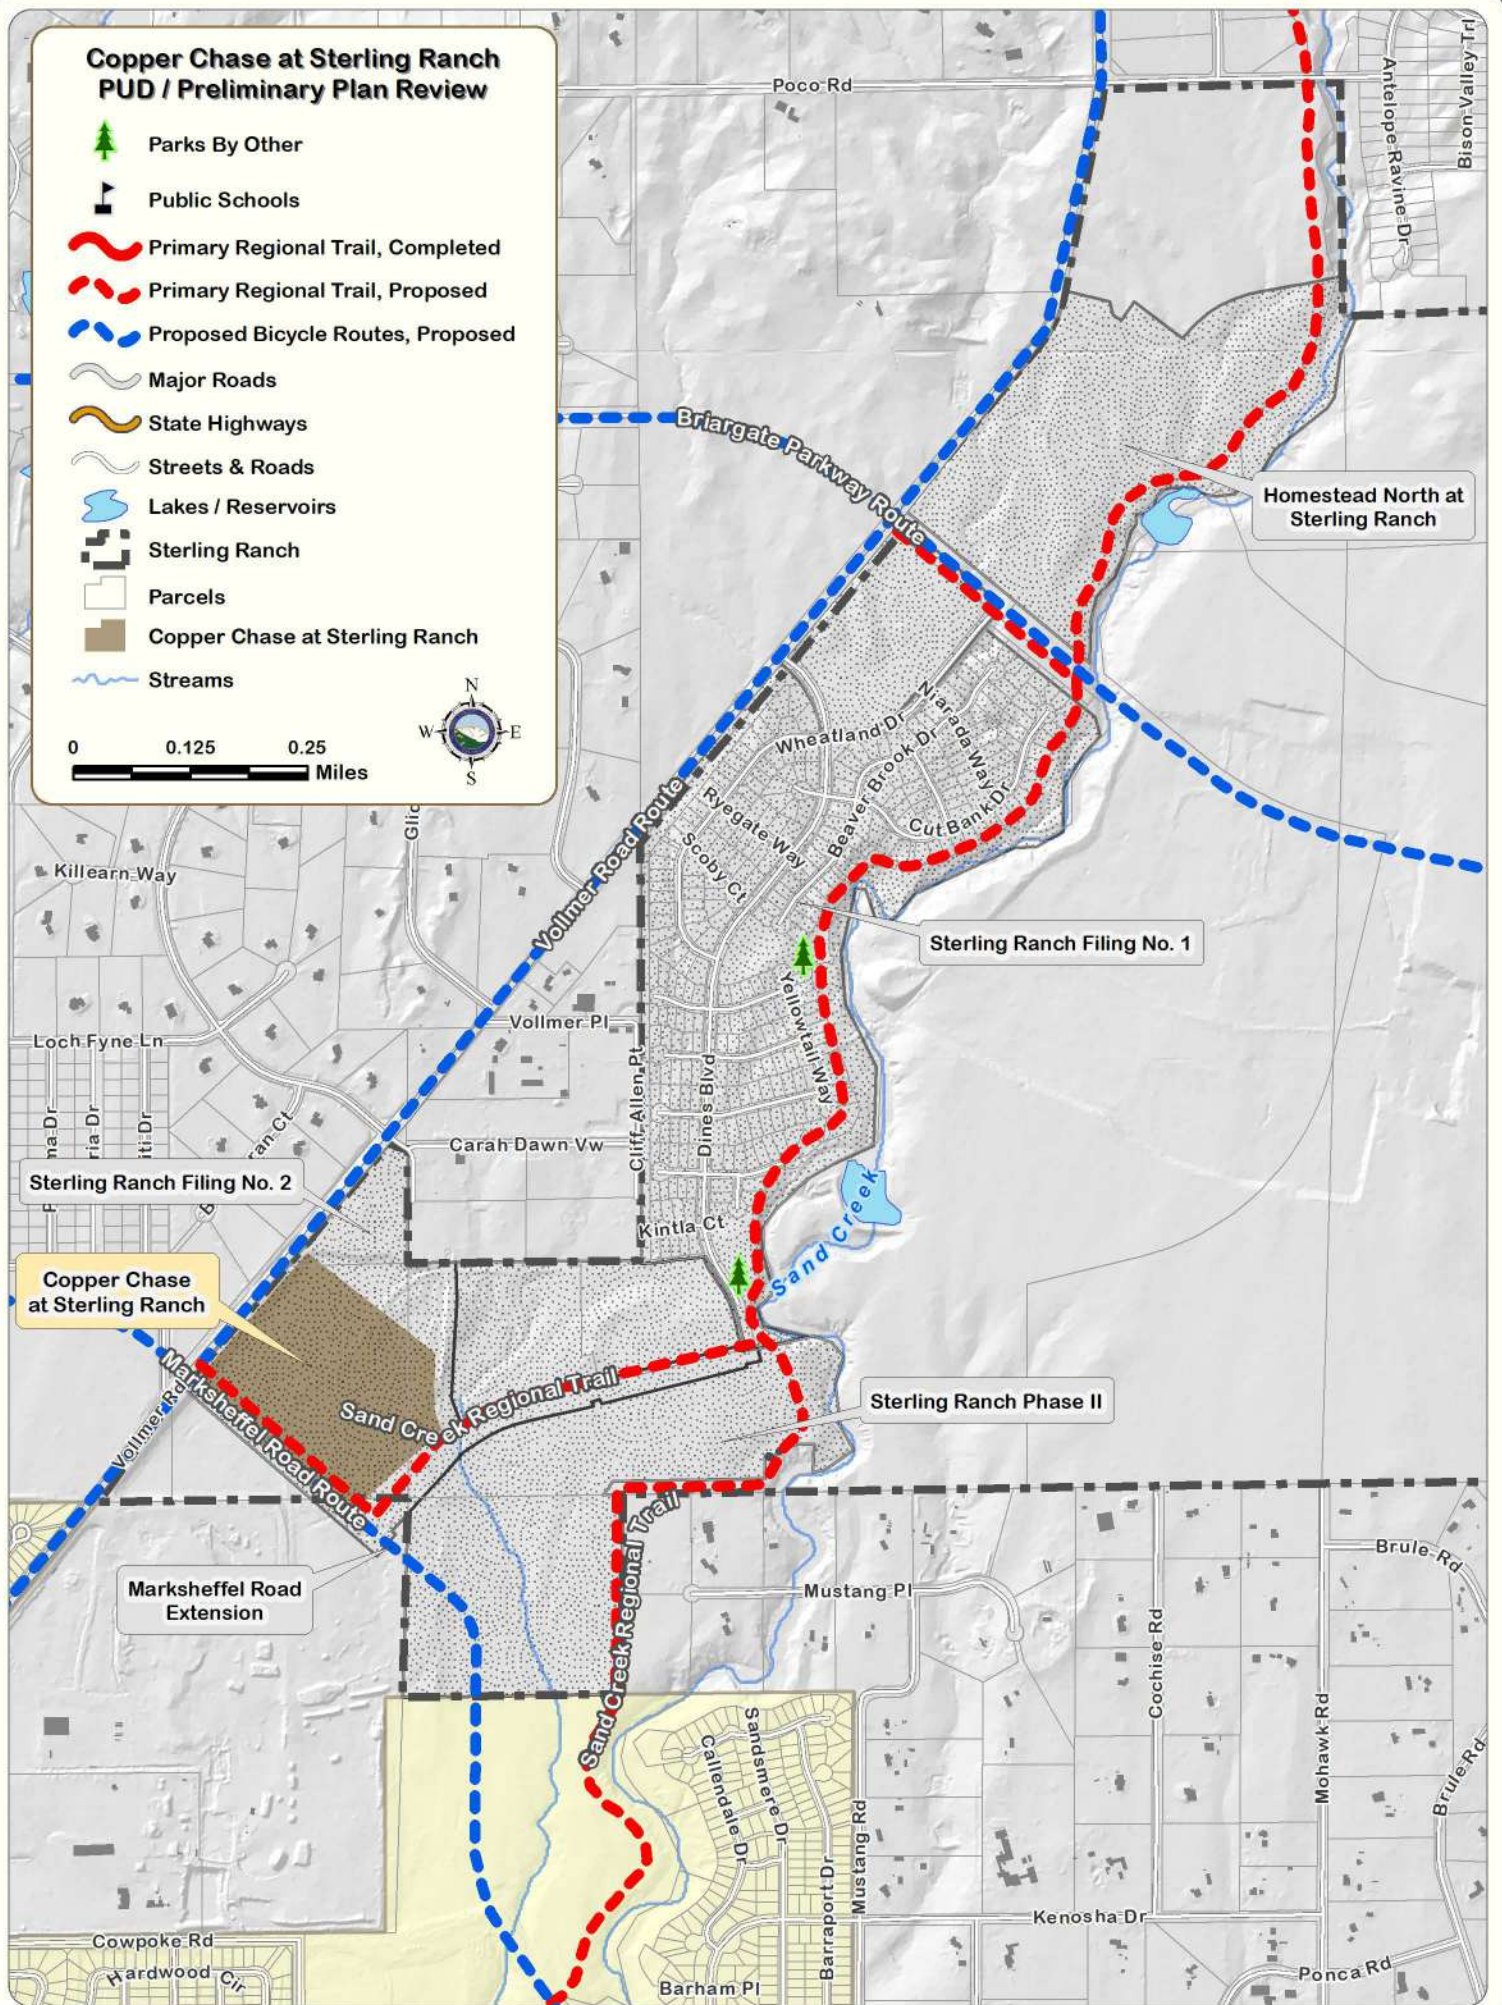 Copper Chase at Sterling Ranch
PUD / Preliminary Plan Review
Parks By Other
Public Schools
Primary Regional Trail, Completed
Primary Regional Trail, Proposed
Proposed Bicycle Routes, Proposed
Major Roads
State Highways
Streets & Roads
Lakes / Reservoirs
Sterling Ranch
Parcels
Copper Chase at Sterling Ranch
Streams
N
W
E
S
0
0.125
0.25
Miles
Poco Rd
Antelope Ravine Dr
Bison Valley Trl
Briargate Parkway Route
Homestead North at
Sterling Ranch
Wheatland Dr
Niarada Way
Beaver Brook Dr
Cut Bank Dr
Ryegate Way
Scoby Ct
Vollmer Road Route
Killearn Way
Sterling Ranch Filing No. 1
Yellowtail Way
Vollmer Pl
Loch Fyne Ln
Cliff Allen Pt
Dines Blvd
Carah Dawn Vw
ma Dr
ria Dr
iti Dr
ran Ct
Sterling Ranch Filing No. 2
Sand Creek
Kintla Ct
Copper Chase
at Sterling Ranch
Marksheffel Road Route
Vollmer Rd
Sand Creek Regional Trail
Sterling Ranch Phase II
Sand Creek Regional Trail
Marksheffel Road
Extension
Mustang Pl
Brule Rd
Cochise Rd
Mohawk Rd
Brule Rd
Sandsmere Dr
Callendale Dr
Barraport Dr
Mustang Rd
Kenosha Dr
Cowpoke Rd
Hardwood Cir
Barham Pl
Ponca Rd